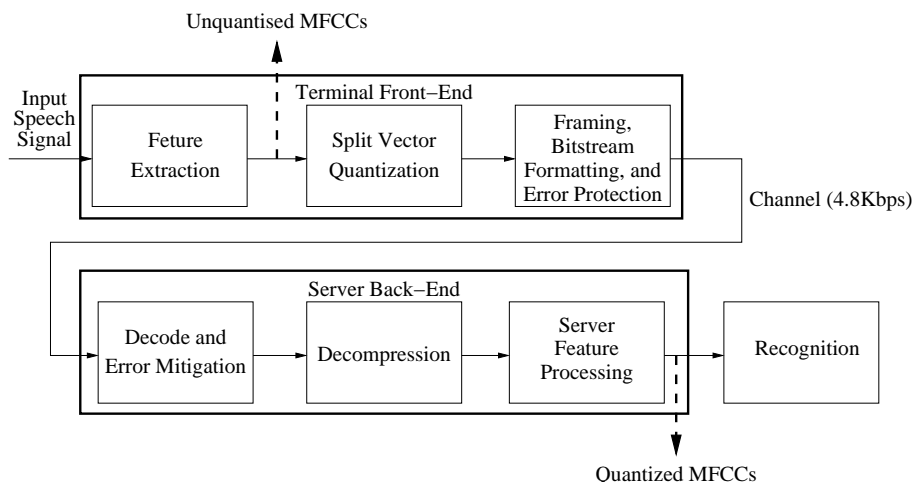 Unquantised MFCCs
Terminal Front−End
Input
Speech
Signal
Feture
Extraction
Split Vector
Quantization
Framing,
Bitstream
Formatting, and
Error Protection
Channel (4.8Kbps)
Server Back−End
Decode and
Error Mitigation
Decompression
Server
Feature
Processing
Recognition
Quantized MFCCs